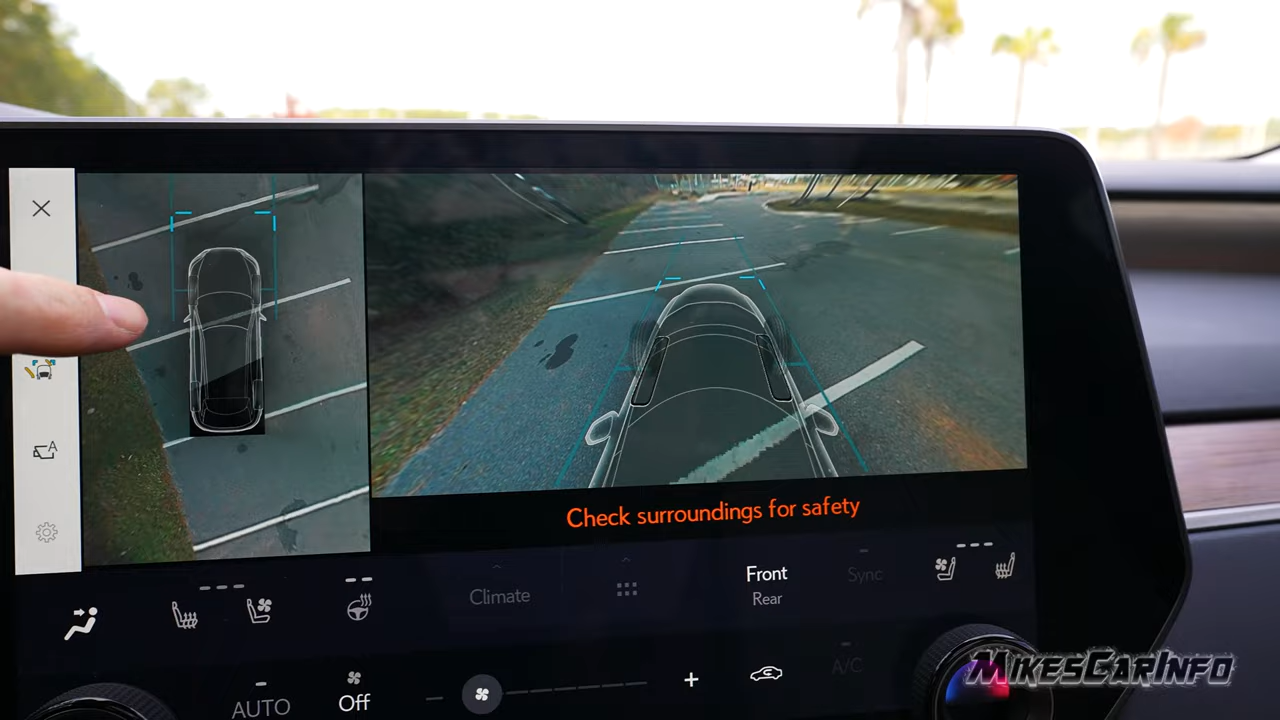 A
Check surroundings for safety
Climate
Front
Rear
Sync
AUTO
Off
A/C
MIKESCARINFO